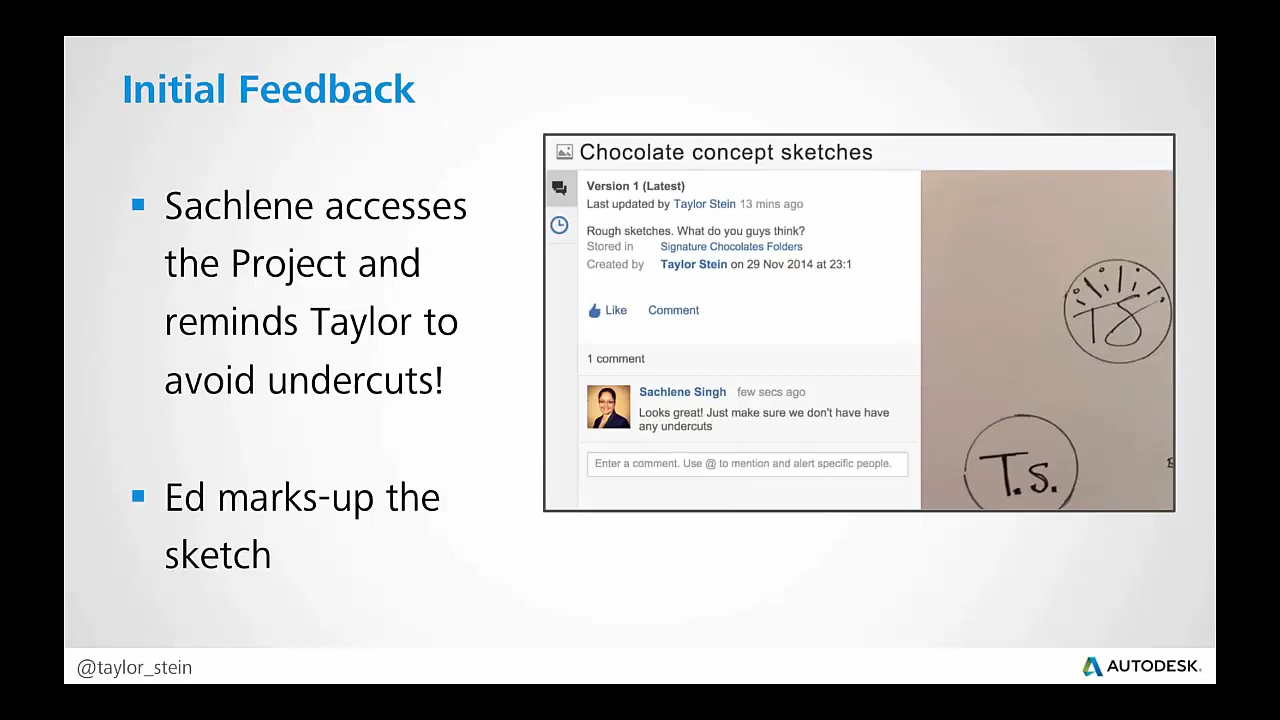 Initial Feedback
Sachlene accesses
the Project and
reminds Taylor to
avoid undercuts!
Ed marks-up the
sketch
Chocolate concept sketches
Version 1 (Latest)
Last updated by Taylor Stein 13 mins ago
Rough sketches. What do you guys think?
Stored in Signature Chocolates Folders
Created by Taylor Stein on 29 Nov 2014 at 23:1
Like Comment
1 comment
Sachlene Singh few secs ago
Looks great! Just make sure we don't have have
any undercuts
Enter a comment. Use @ to mention and alert specific people.
TS
T.S.
@taylor_stein
AUTODESK.